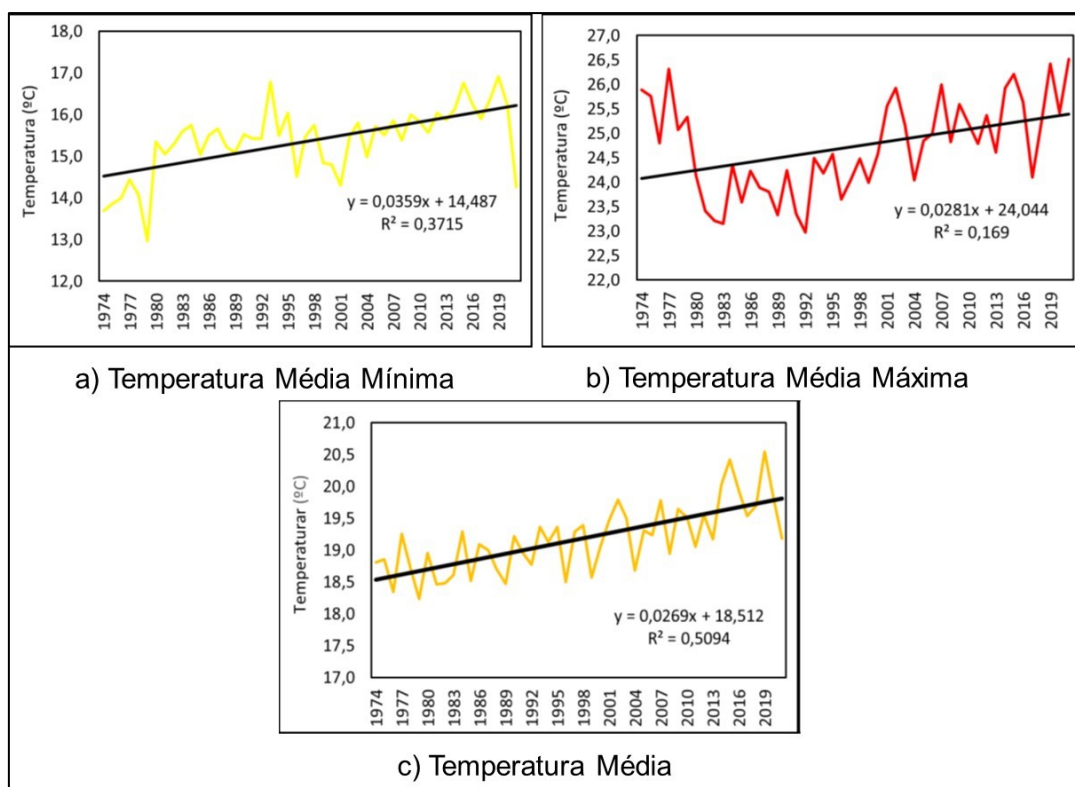 18,0
17,0
16,0
15,0
14,0
13,0
12,0
Temperatura (ºC)
y = 0,0359x + 14,487
R² = 0,3715
1974 1977 1980 1983 1986 1989 1992 1995 1998 2001 2004 2007 2010 2013 2016 2019
a) Temperatura Média Mínima
27,0
26,5
26,0
25,5
25,0
24,5
24,0
23,5
23,0
22,5
22,0
Temperatura (ºC)
y = 0,0281x + 24,044
R² = 0,169
1974 1977 1980 1983 1986 1989 1992 1995 1998 2001 2004 2007 2010 2013 2016 2019
b) Temperatura Média Máxima
21,0
20,5
20,0
19,5
19,0
18,5
18,0
17,5
17,0
Temperaturar (ºC)
y = 0,0269x + 18,512
R² = 0,5094
1974 1977 1980 1983 1986 1989 1992 1995 1998 2001 2004 2007 2010 2013 2016 2019
c) Temperatura Média